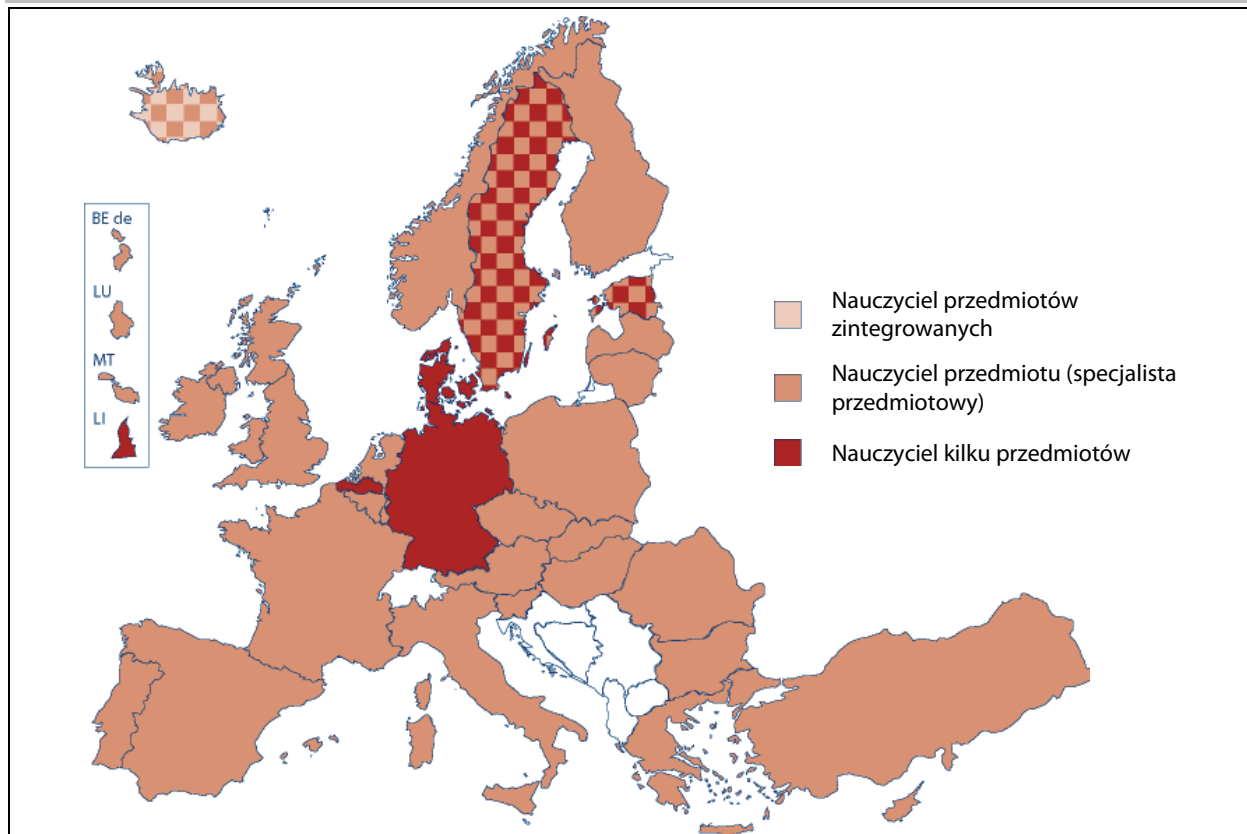 BE de
LU
MT
LI
Nauczyciel przedmiotów
zintegrowanych
Nauczyciel przedmiotu (specjalista
przedmiotowy)
Nauczyciel kilku przedmiotów